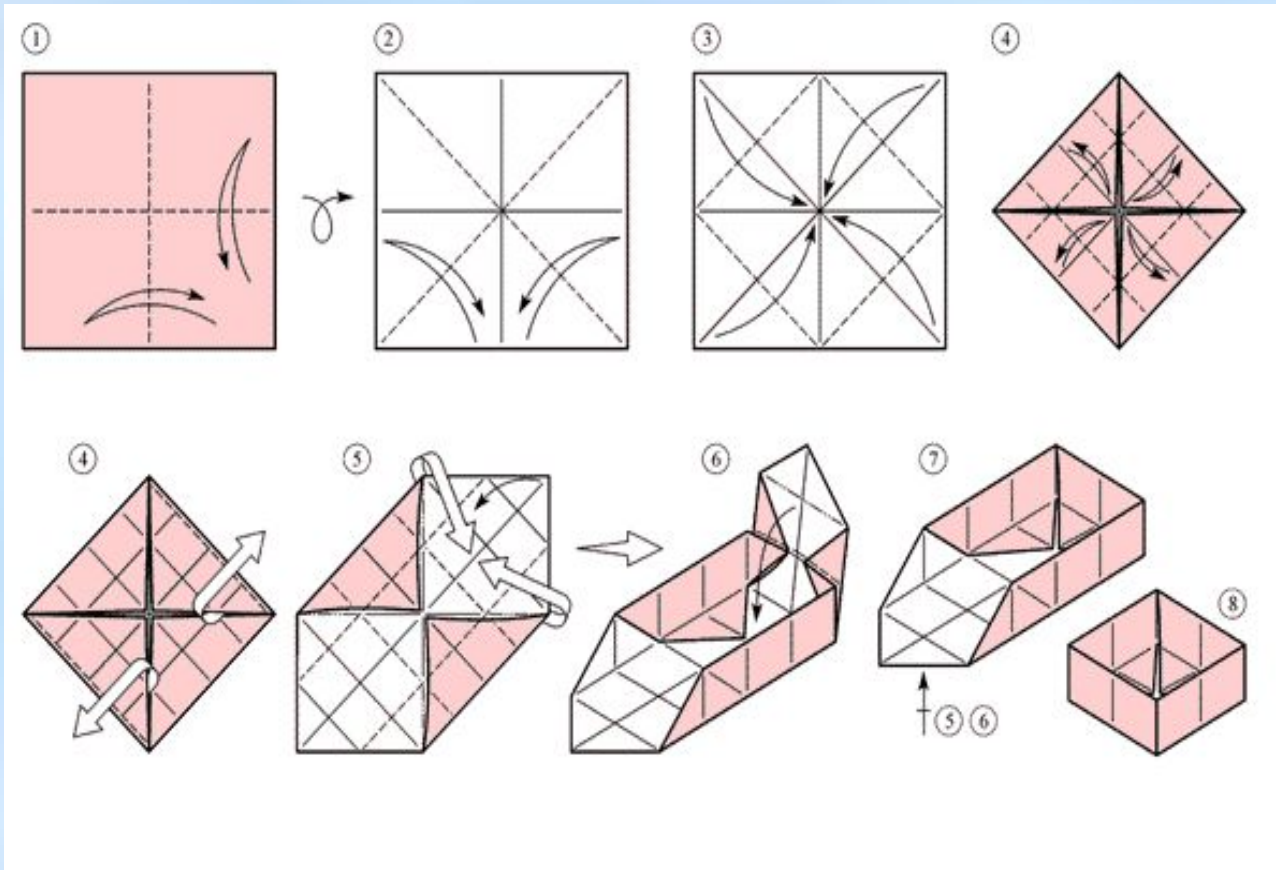 ① ② ③ ④
④ ⑤ ⑥ ⑦
⑧
⑤ ⑥